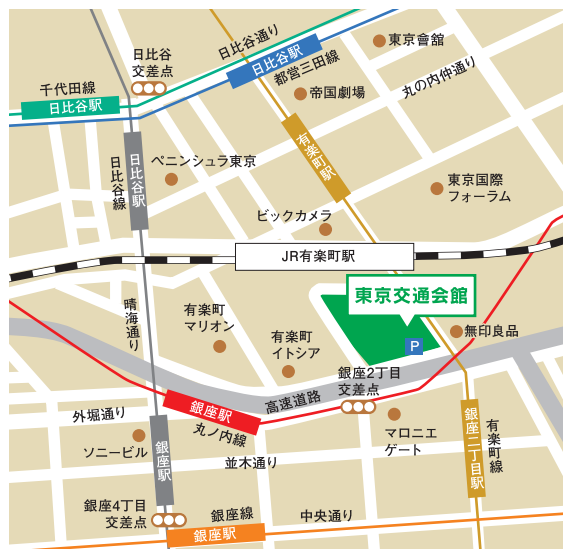 日比谷通り
東京會舘
日比谷
交差点
日比谷駅
都営三田線
丸の内仲通り
千代田線
日比谷駅
帝国劇場
有楽町駅
日比谷線
日比谷駅
ペニンシュラ東京
東京国際
フォーラム
ビックカメラ
JR有楽町駅
東京交通会館
P
晴海通り
有楽町
マリオン
有楽町
イトシア
無印良品
銀座2丁目
交差点
高速道路
銀座駅
丸ノ内線
外堀通り
マロニエ
ゲート
銀座二丁目駅
有楽町線
ソニービル
銀座駅
並木通り
銀座4丁目
交差点
銀座線
銀座駅
中央通り